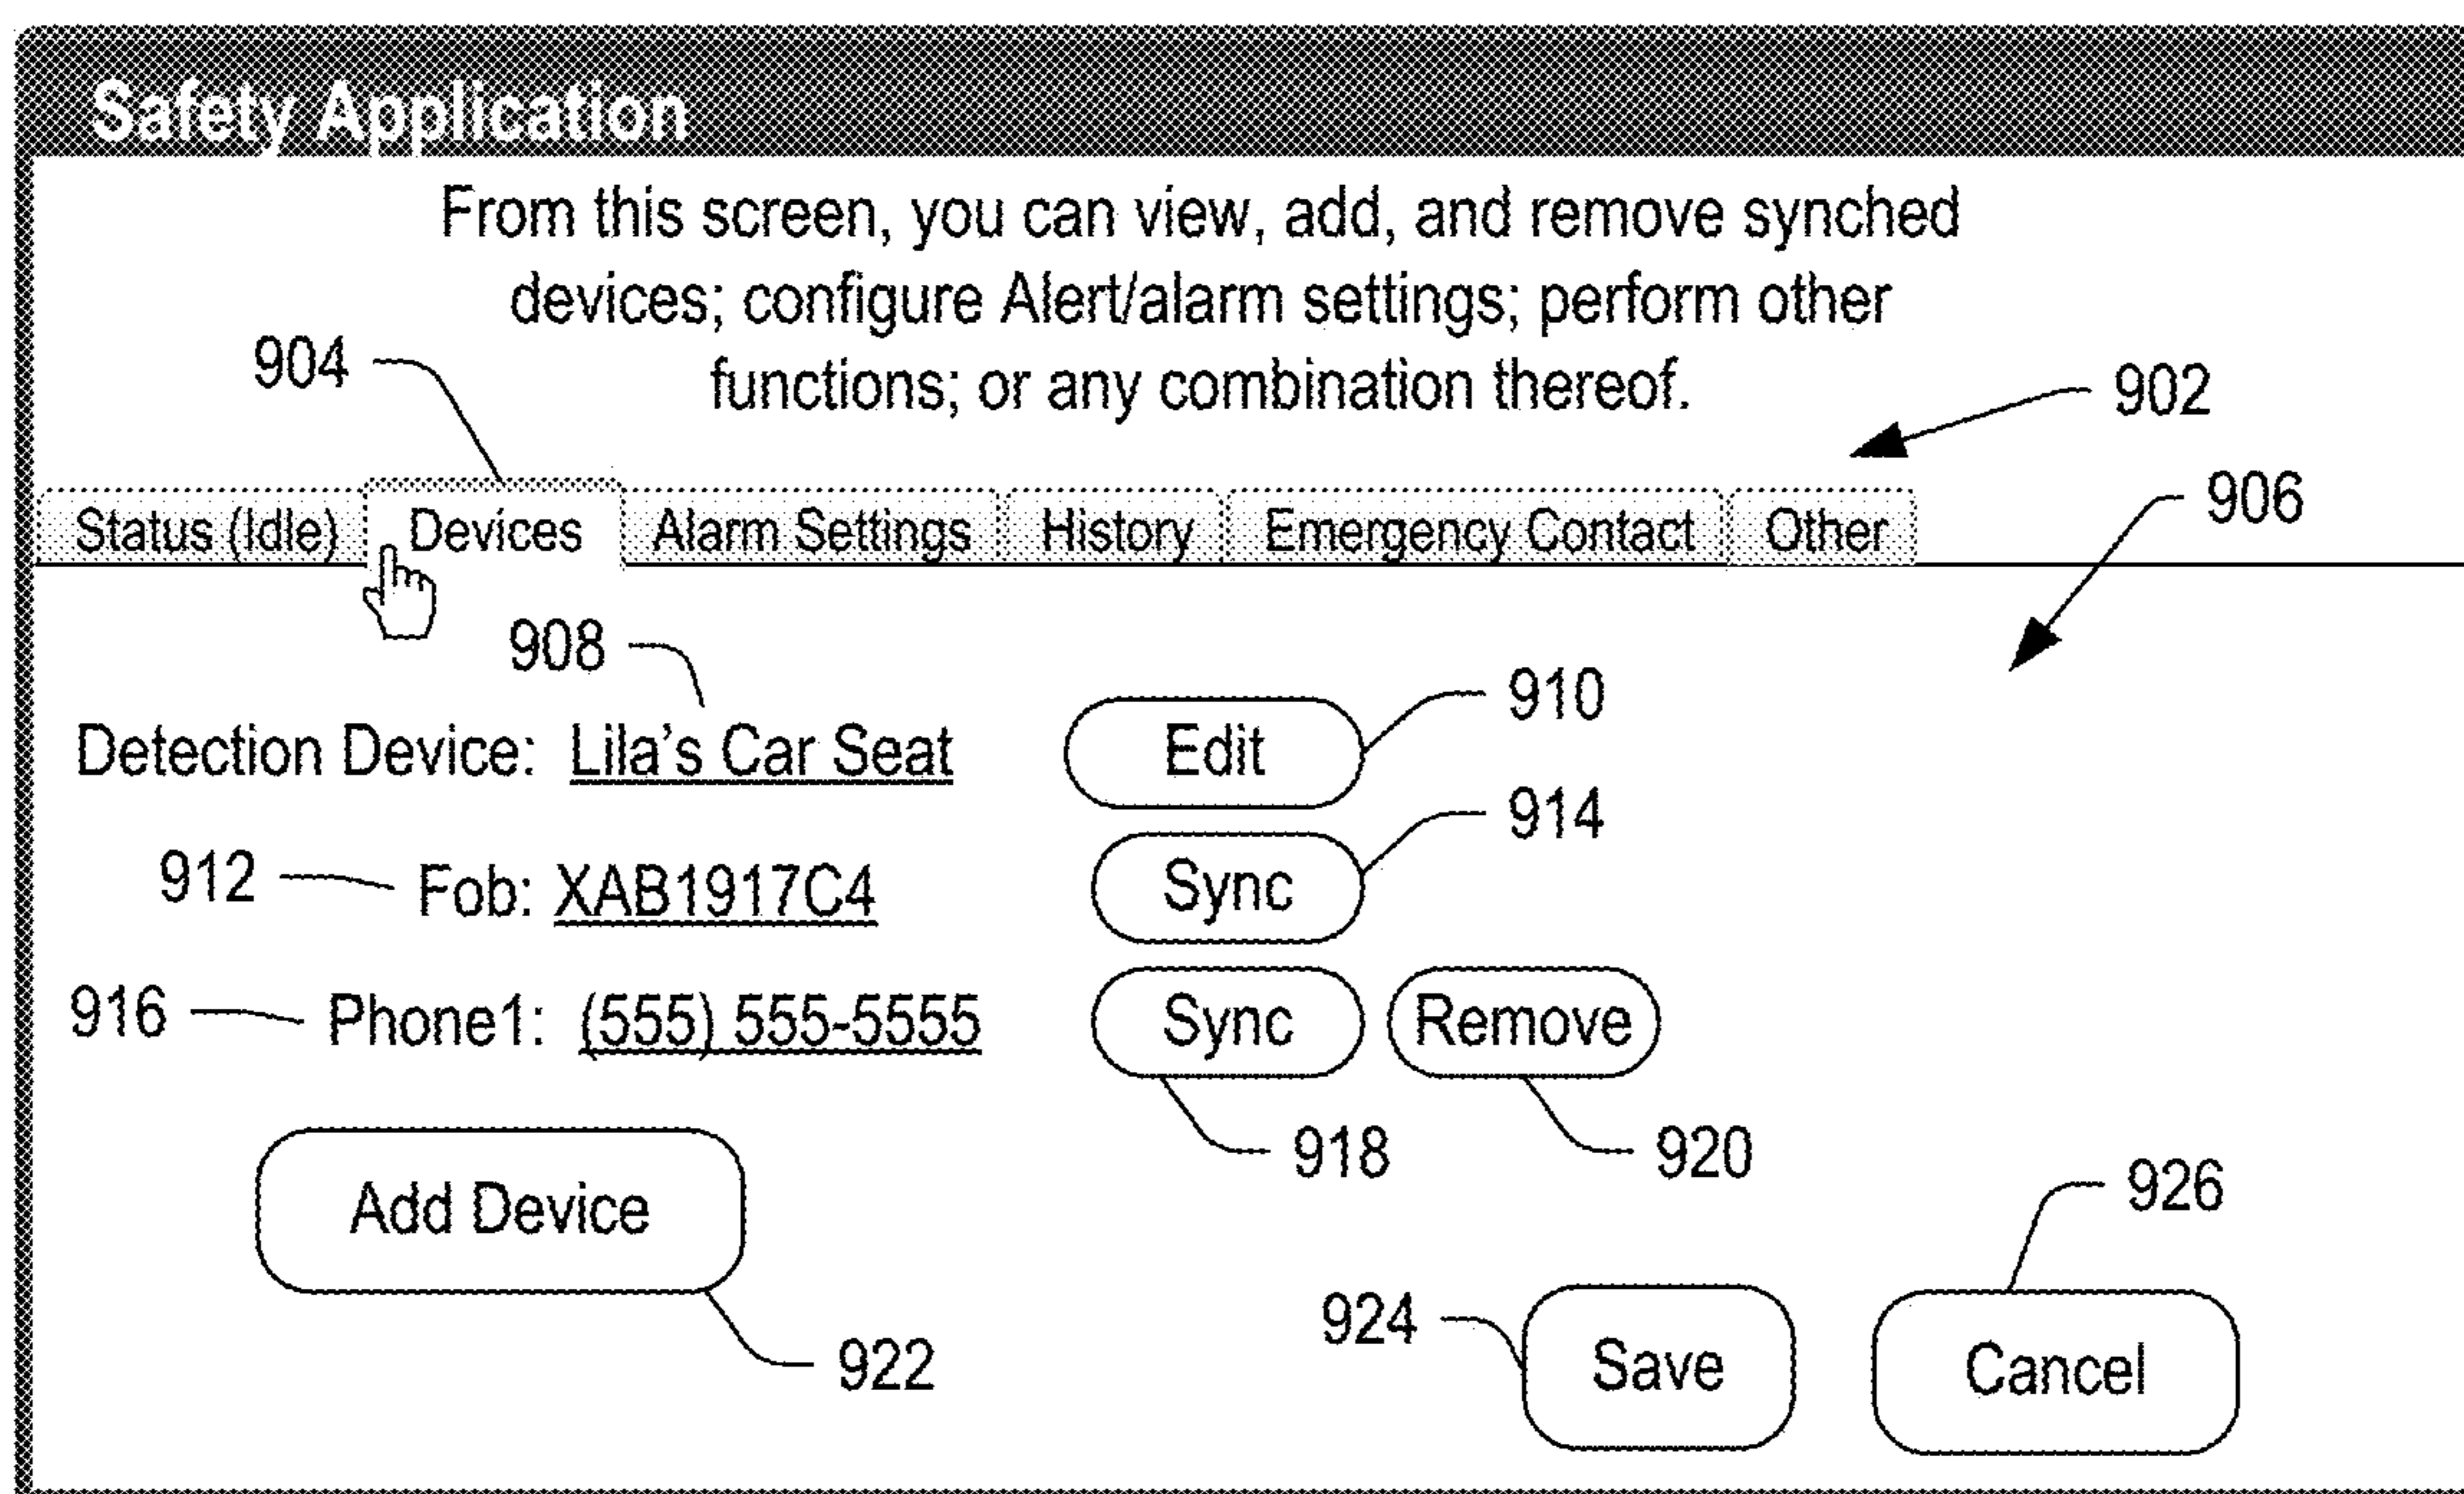 Safety Application
From this screen, you can view, add, and remove synched
devices; configure Alert/alarm settings; perform other
functions; or any combination thereof.
904
902
906
Status (Idle) Devices Alarm Settings History Emergency Contact Other
908
910
Detection Device: Lila's Car Seat Edit
914
912 Fob: XAB1917C4 Sync
916 Phone1: (555) 555-5555 Sync Remove
918 920
926
Add Device
924 Save Cancel
922